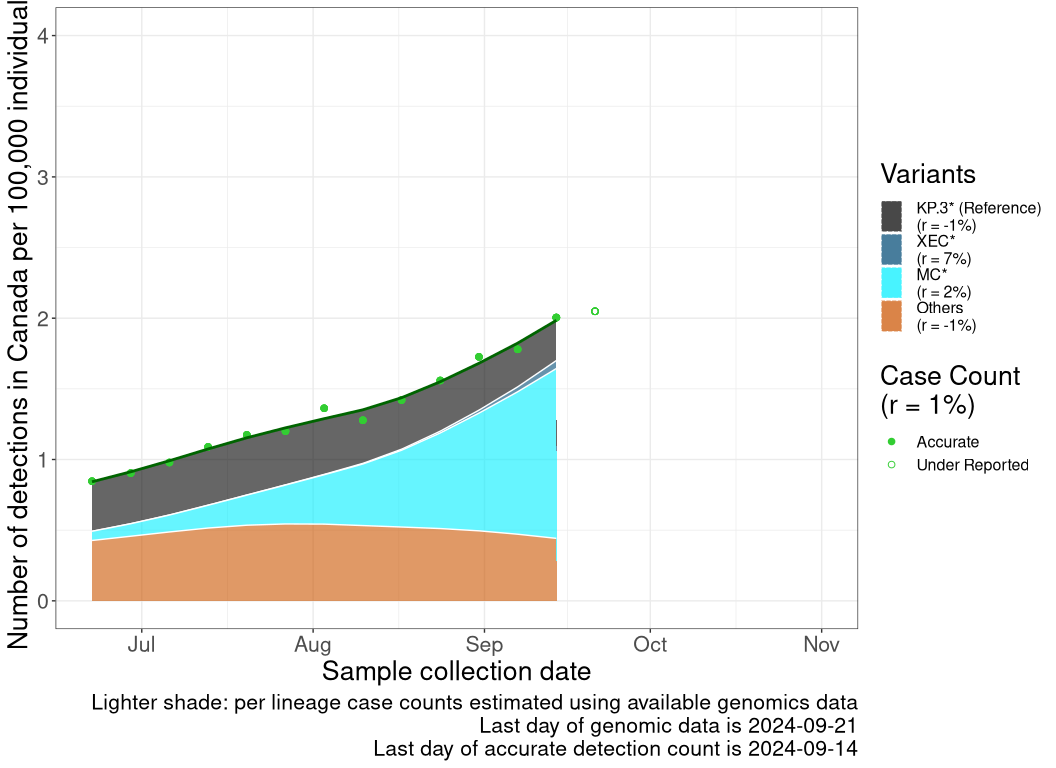 Number of detections in Canada per 100,000 individual
4
3
2
1
0
Jul
Aug
Sep
Oct
Nov
Sample collection date
Lighter shade: per lineage case counts estimated using available genomics data
Last day of genomic data is 2024-09-21
Last day of accurate detection count is 2024-09-14
Variants
KP.3* (Reference)
(r = -1%)
XEC*
(r = 7%)
MC*
(r = 2%)
Others
(r = -1%)
Case Count
(r = 1%)
Accurate
Under Reported